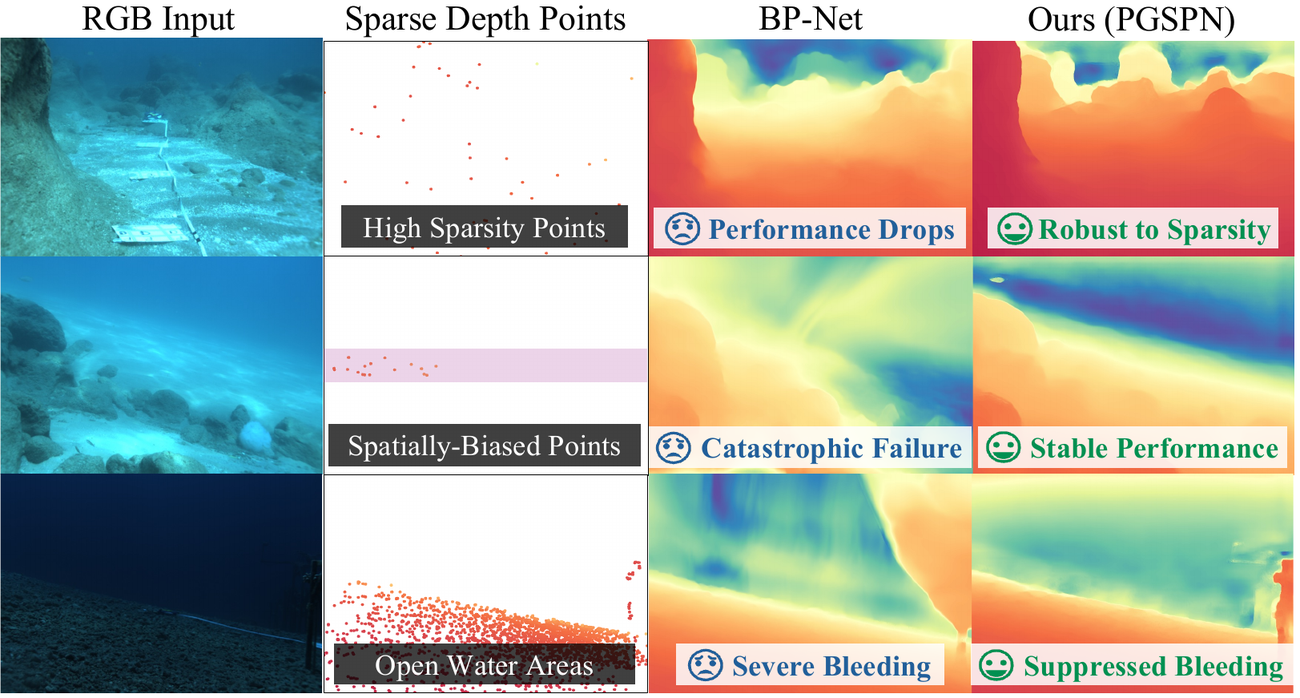 RGB Input
Sparse Depth Points
BP-Net
Ours (PGSPN)
High Sparsity Points
Performance Drops
Robust to Sparsity
Spatially-Biased Points
Catastrophic Failure
Stable Performance
Open Water Areas
Severe Bleeding
Suppressed Bleeding